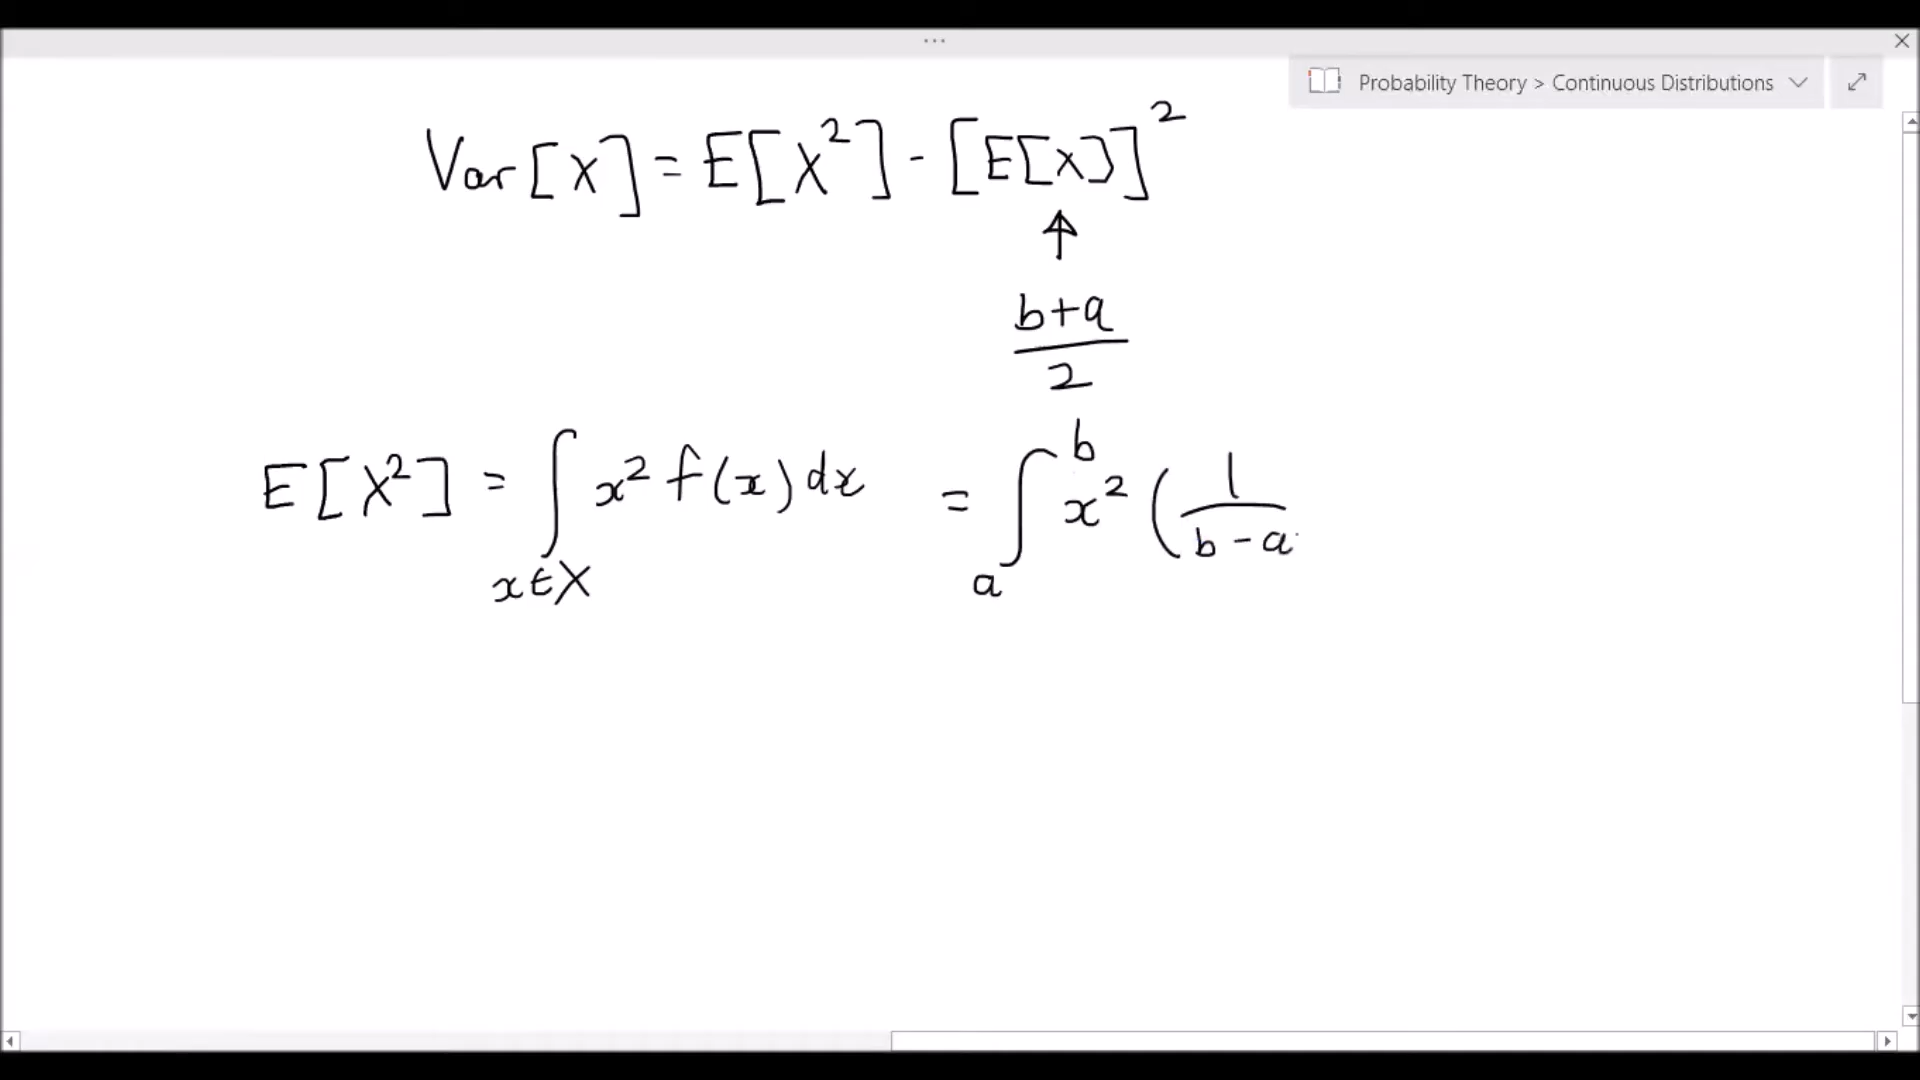 ...
Probability Theory > Continuous Distributions
Var[X] = E[X²] - [E[X]]²
↑
b+a
2
E[X²] = ∫ x² f(x) dx = ∫ x² ( 1
b
b - a
x∈X a